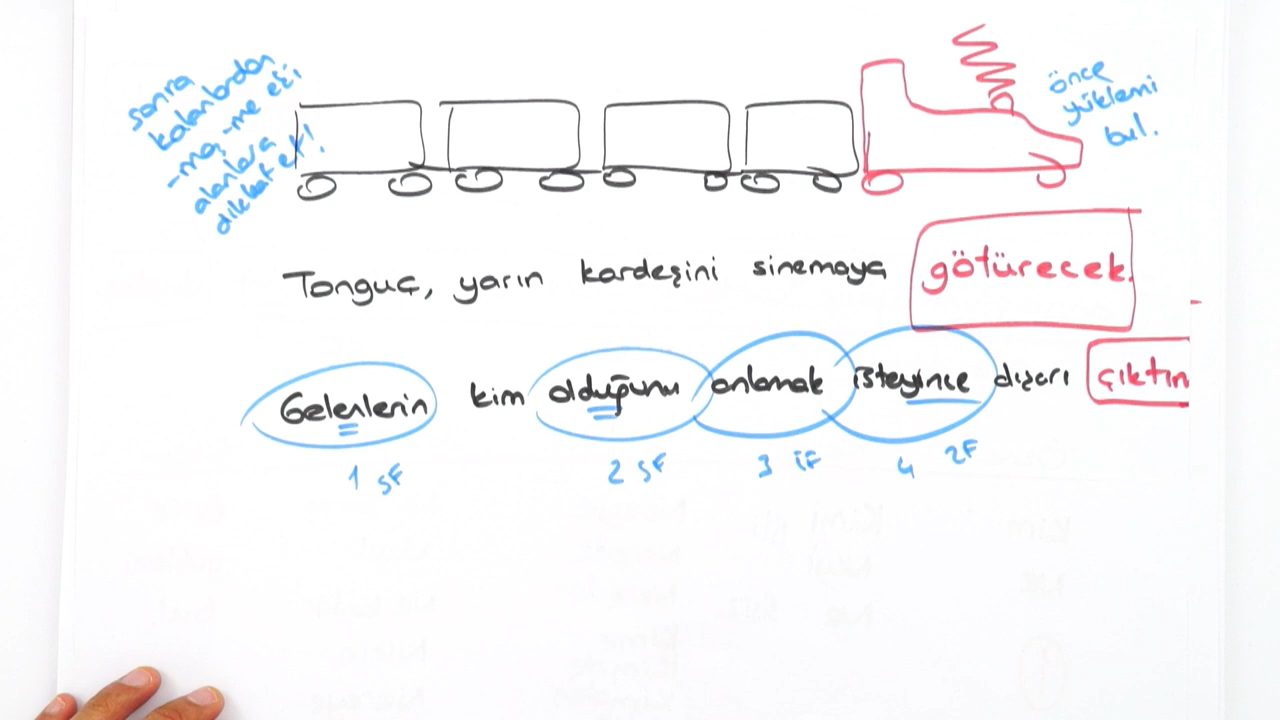 sonra
kalanlardan
-ma, -me eki
alanlara
dikkat et!
önce
yüklemi
bul.
Tonguç, yarın kardeşini sinemaya götürecek.
Gelenlerin kim olduğunu anlamak isteyince dışarı çıktın
1 SF 2 SF 3 İF 4 ZF